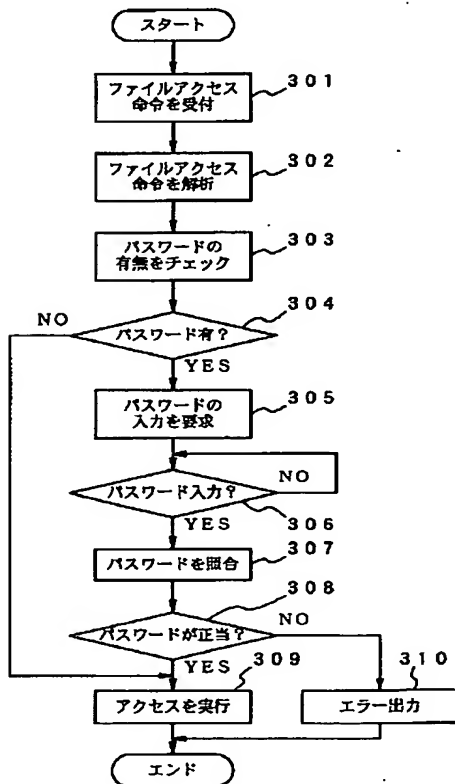 スタート
ファイルアクセス
命令を受付
301
ファイルアクセス
命令を解析
302
パスワードの
有無をチェック
303
304
NO
パスワード有?
YES
パスワードの
入力を要求
305
NO
パスワード入力?
YES
306
307
パスワードを照合
308
パスワードが正当?
NO
YES
309
310
アクセスを実行
エラー出力
エンド